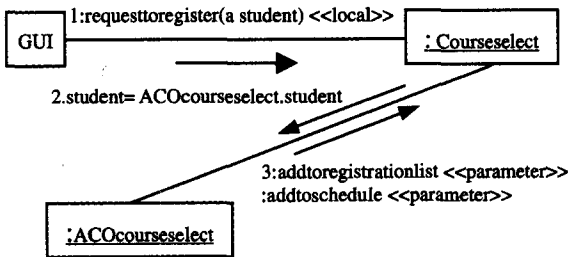 1:requesttoregister(a student) <<local>>
GUI
: Courseselect
2.student= ACOcourseselect.student
3:addtoregistrationlist <<parameter>>
:addtoschedule <<parameter>>
:ACOcourseselect